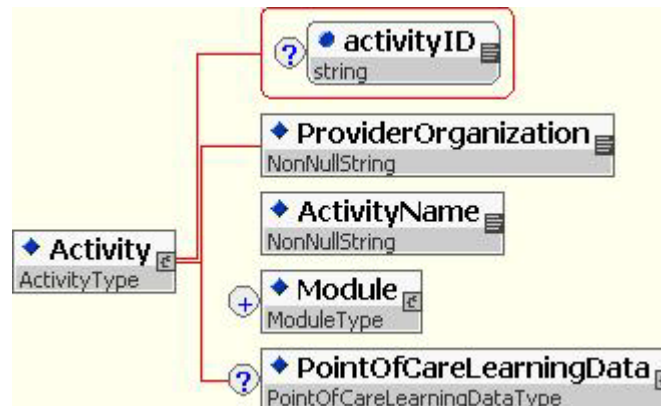 ?
activityID
string
ProviderOrganization
NonNullString
ActivityName
NonNullString
Activity
ActivityType
+
Module
ModuleType
?
PointOfCareLearningData
PointOfCareLearningDataType